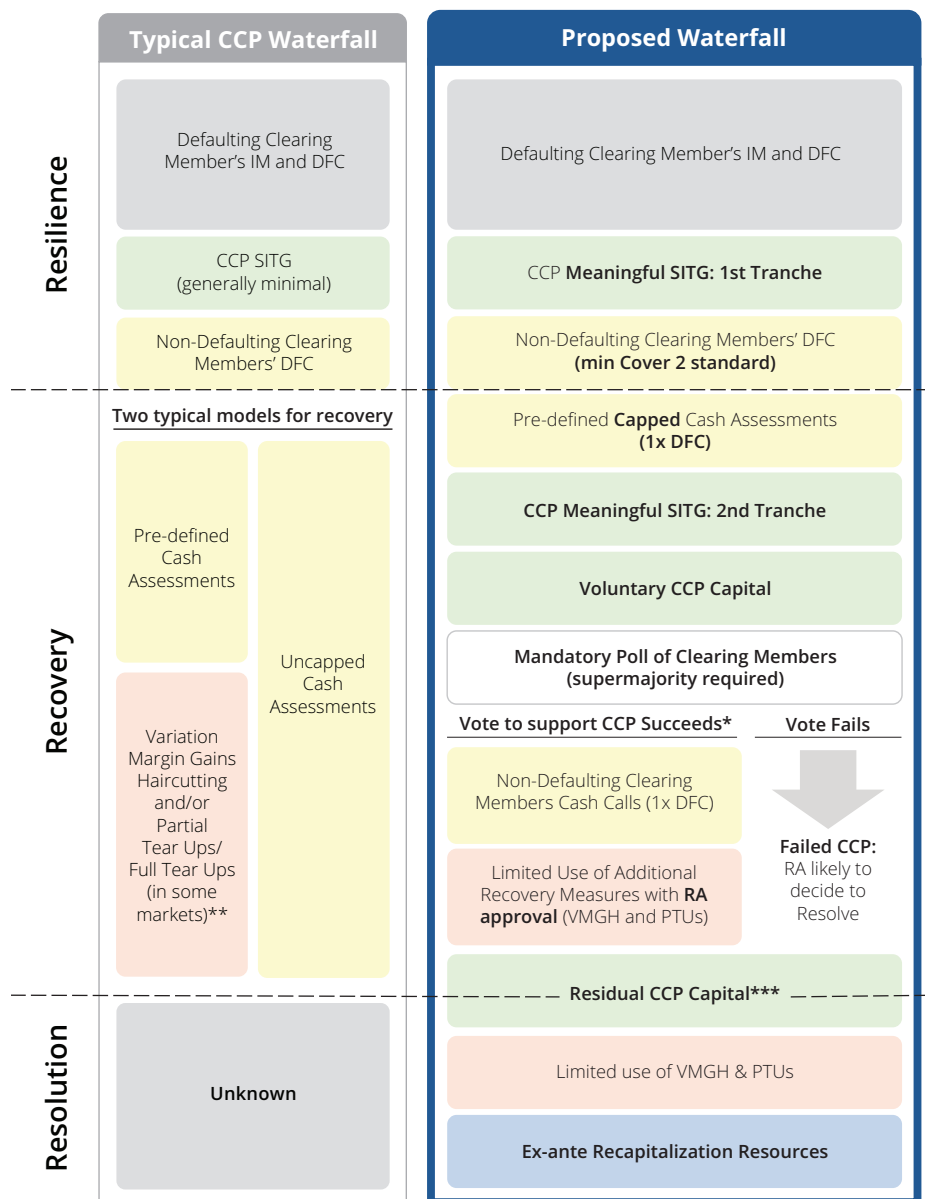 Typical CCP Waterfall
Proposed Waterfall
Resilience
Defaulting Clearing
Member's IM and DFC
CCP SITG
(generally minimal)
Non-Defaulting Clearing
Members' DFC
Defaulting Clearing Member's IM and DFC
CCP Meaningful SITG: 1st Tranche
Non-Defaulting Clearing Members' DFC
(min Cover 2 standard)
Recovery
Two typical models for recovery
Pre-defined
Cash
Assessments
Variation
Margin Gains
Haircutting
and/or
Partial
Tear Ups/
Full Tear Ups
(in some
markets)**
Uncapped
Cash
Assessments
Pre-defined Capped Cash Assessments
(1x DFC)
CCP Meaningful SITG: 2nd Tranche
Voluntary CCP Capital
Mandatory Poll of Clearing Members
(supermajority required)
Vote to support CCP Succeeds*
Non-Defaulting Clearing
Members Cash Calls (1x DFC)
Limited Use of Additional
Recovery Measures with RA
approval (VMGH and PTUs)
Vote Fails
Failed CCP:
RA likely to
decide to
Resolve
Residual CCP Capital***
Resolution
Unknown
Limited use of VMGH & PTUs
Ex-ante Recapitalization Resources